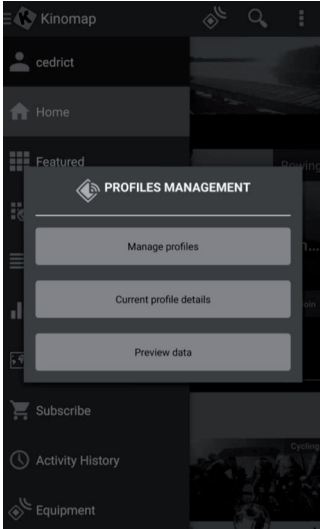 Kinomap
cedrict
Home
Featured
Rowing
PROFILES MANAGEMENT
Manage profiles
Current profile details
Preview data
Subscribe
Cycling
Activity History
Equipment